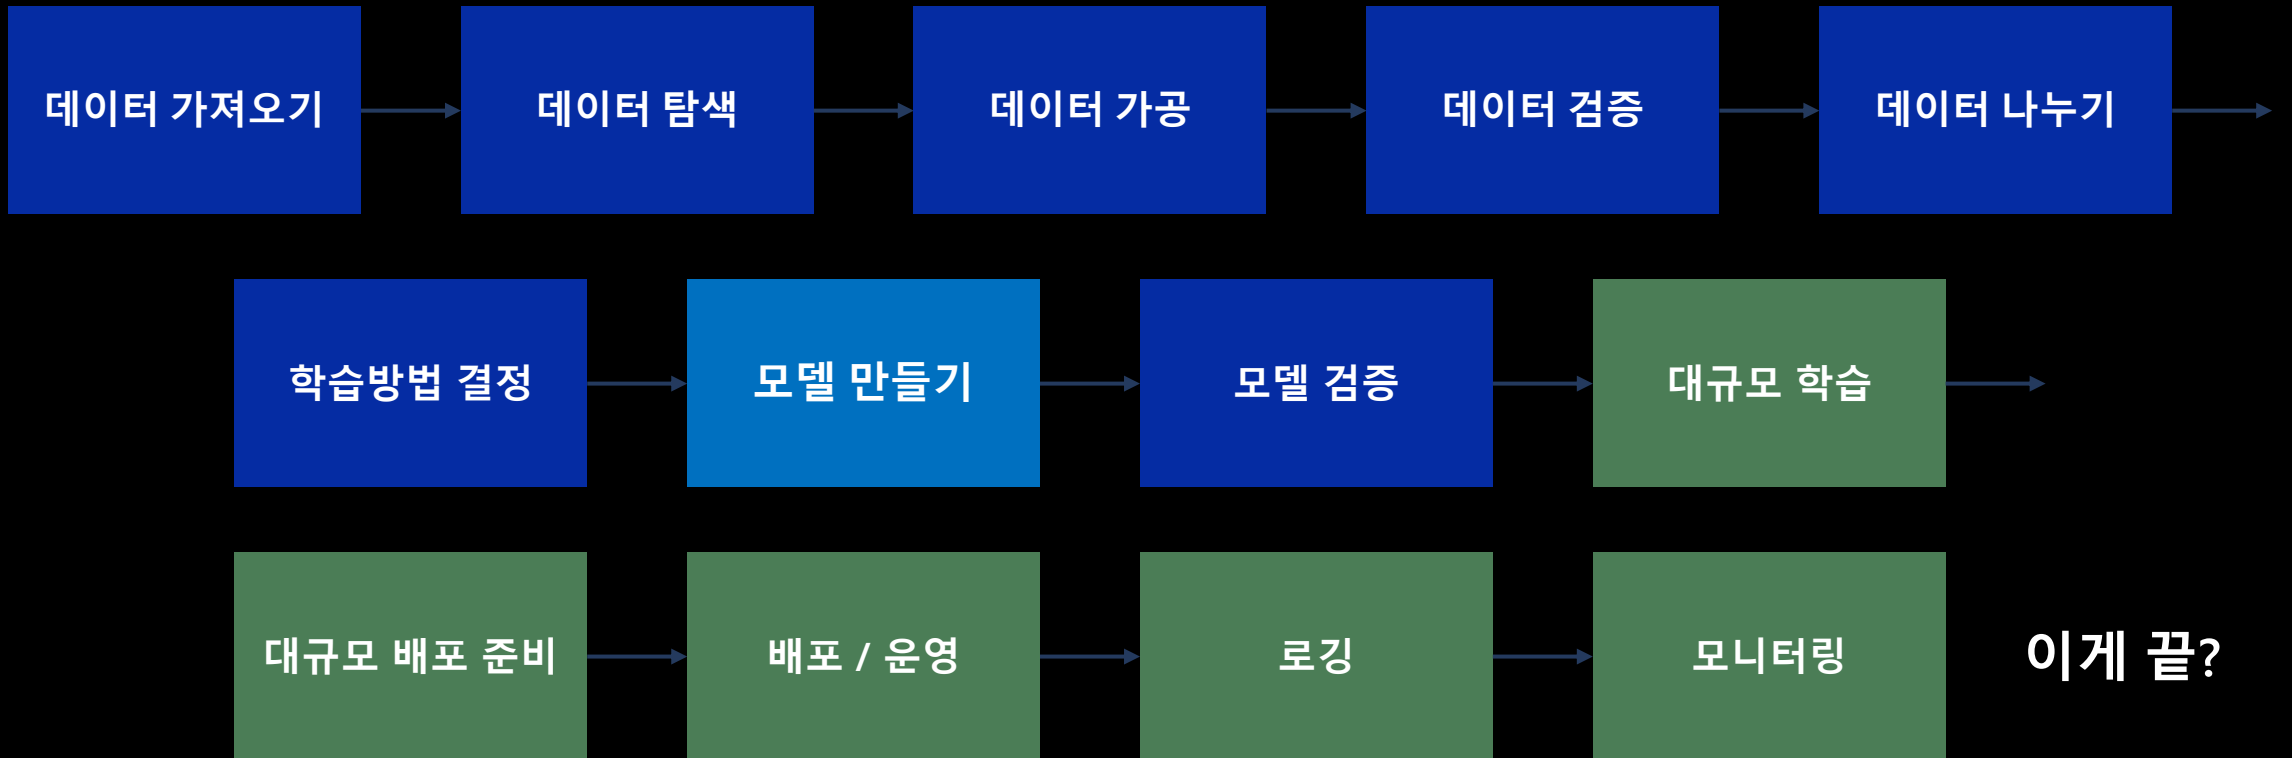 데이터 가져오기
데이터 탐색
데이터 가공
데이터 검증
데이터 나누기
학습방법 결정
모델 만들기
모델 검증
대규모 학습
대규모 배포 준비
배포 / 운영
로깅
모니터링
이게 끝?